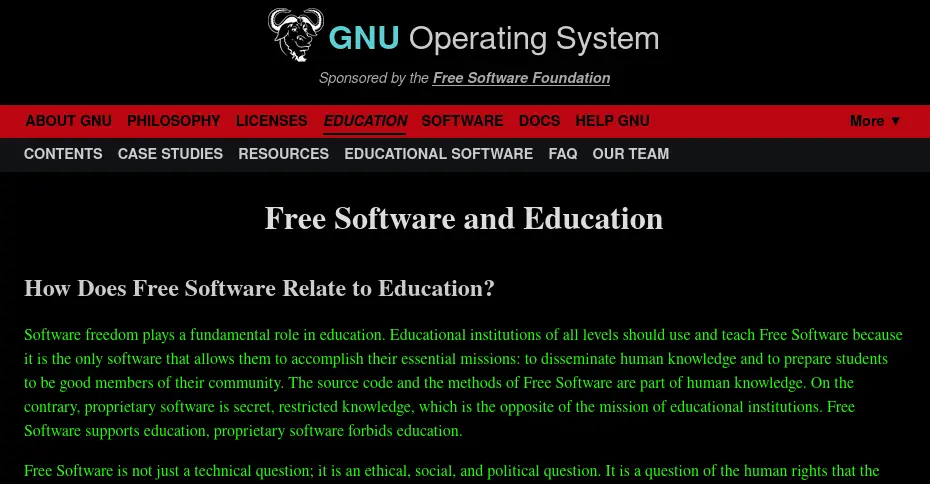 GNU Operating System
Sponsored by the Free Software Foundation
ABOUT GNU PHILOSOPHY LICENSES EDUCATION SOFTWARE DOCS HELP GNU More ▼
CONTENTS CASE STUDIES RESOURCES EDUCATIONAL SOFTWARE FAQ OUR TEAM
Free Software and Education
How Does Free Software Relate to Education?
Software freedom plays a fundamental role in education. Educational institutions of all levels should use and teach Free Software because
it is the only software that allows them to accomplish their essential missions: to disseminate human knowledge and to prepare students
to be good members of their community. The source code and the methods of Free Software are part of human knowledge. On the
contrary, proprietary software is secret, restricted knowledge, which is the opposite of the mission of educational institutions. Free
Software supports education, proprietary software forbids education.
Free Software is not just a technical question; it is an ethical, social, and political question. It is a question of the human rights that the